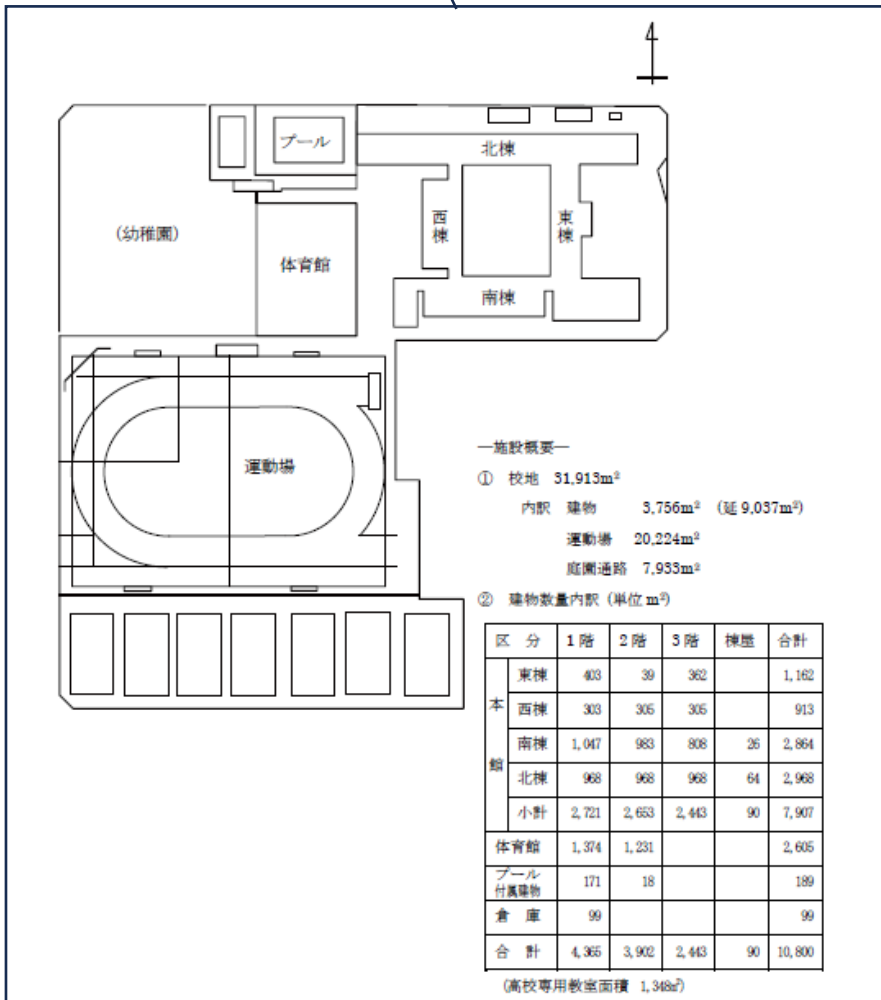 4
プール
北棟
西棟
東棟
(幼稚園)
体育館
南棟
運動場
―施設概要―
① 校地 31,913m²
内訳 建物 3,756m² (延9,037m²)
運動場 20,224m²
庭園通路 7,933m²
② 建物数量内訳 (単位 m²)
区 分 1階 2階 3階 棟屋 合計
本館
東棟 403 39 362 1,162
西棟 303 305 305 913
南棟 1,047 983 808 26 2,864
北棟 968 968 968 64 2,968
小計 2,721 2,653 2,443 90 7,907
体育館 1,374 1,231 2,605
プール
付属建物 171 18 189
倉 庫 99 99
合 計 4,365 3,902 2,443 90 10,800
(高校専用教室面積 1,348㎡)